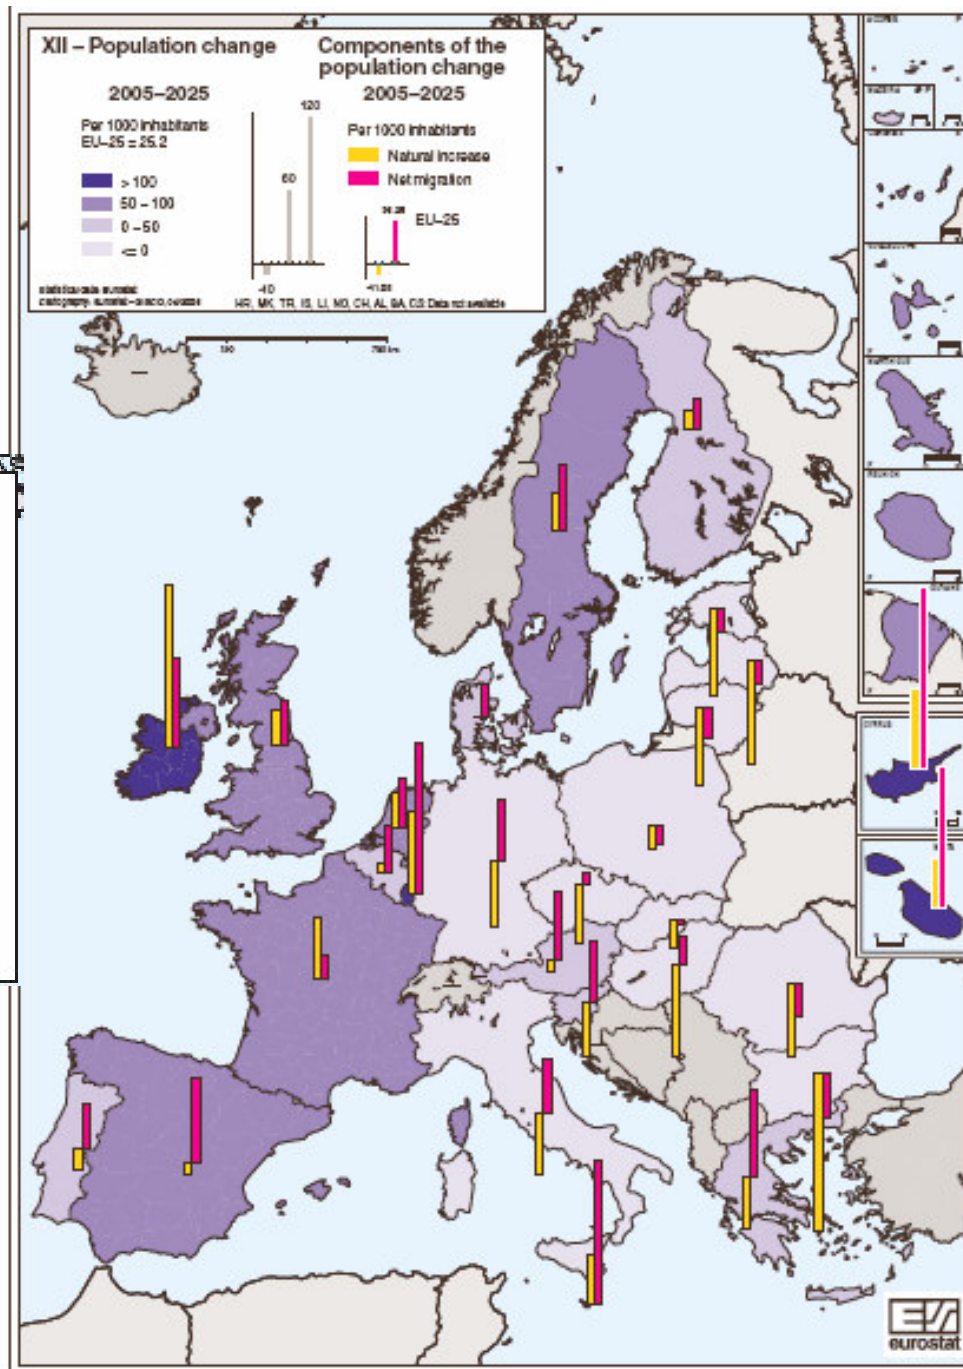 XII – Population change
2005–2025
Per 1000 inhabitants
EU–25 = 25.2
> 100
50 – 100
0 – 50
<= 0
120
60
-40
Components of the
population change
2005–2025
Per 1000 inhabitants
Natural increase
Net migration
EU–25
HR, MK, TR, IS, LI, NO, CH, AL, BA, CS: Data not available
eurostat